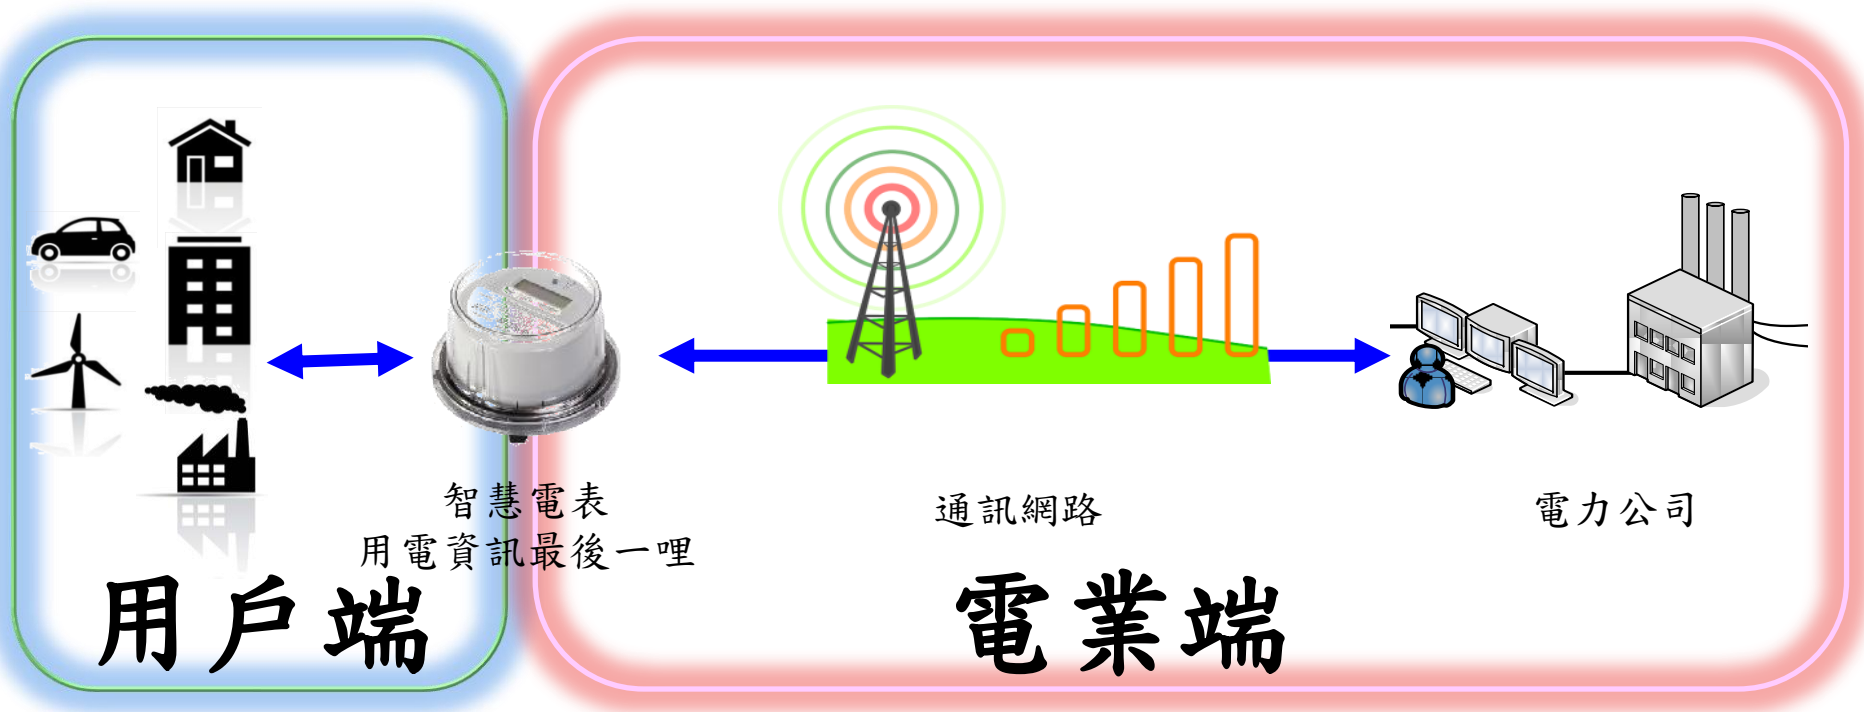 智慧電表
用電資訊最後一哩
通訊網路
電力公司
用戶端
電業端